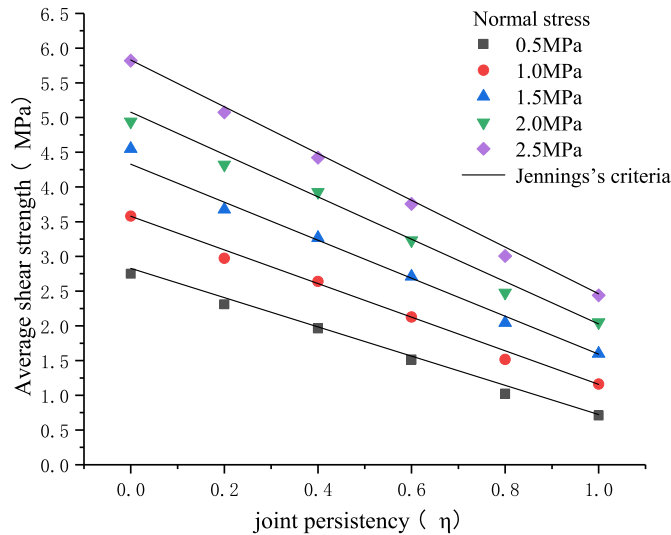 Normal stress
0.5MPa
1.0MPa
1.5MPa
2.0MPa
2.5MPa
Jennings's criteria
Average shear strength ( MPa)
6.5
6.0
5.5
5.0
4.5
4.0
3.5
3.0
2.5
2.0
1.5
1.0
0.5
0.0
0.0 0.2 0.4 0.6 0.8 1.0
joint persistency ( η)